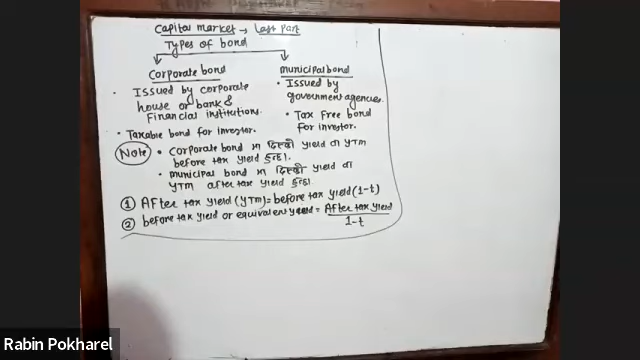 Capital market → Last part
Types of bond
Corporate bond
• Issued by corporate
house or bank &
Financial institutions.
• Taxable bond for investor.
municipal bond
• Issued by
government agencies.
• Tax free bond
for investor.
Note • Corporate bond मा दिएको yield वा YTM
before tax yield हुन्छ।
• municipal bond मा दिएको yield वा
YTM after tax yield हुन्छ।
① After tax yield (YTM) = before tax yield (1-t)
② before tax yield or equivalent yield = After tax yield
1-t
Rabin Pokharel